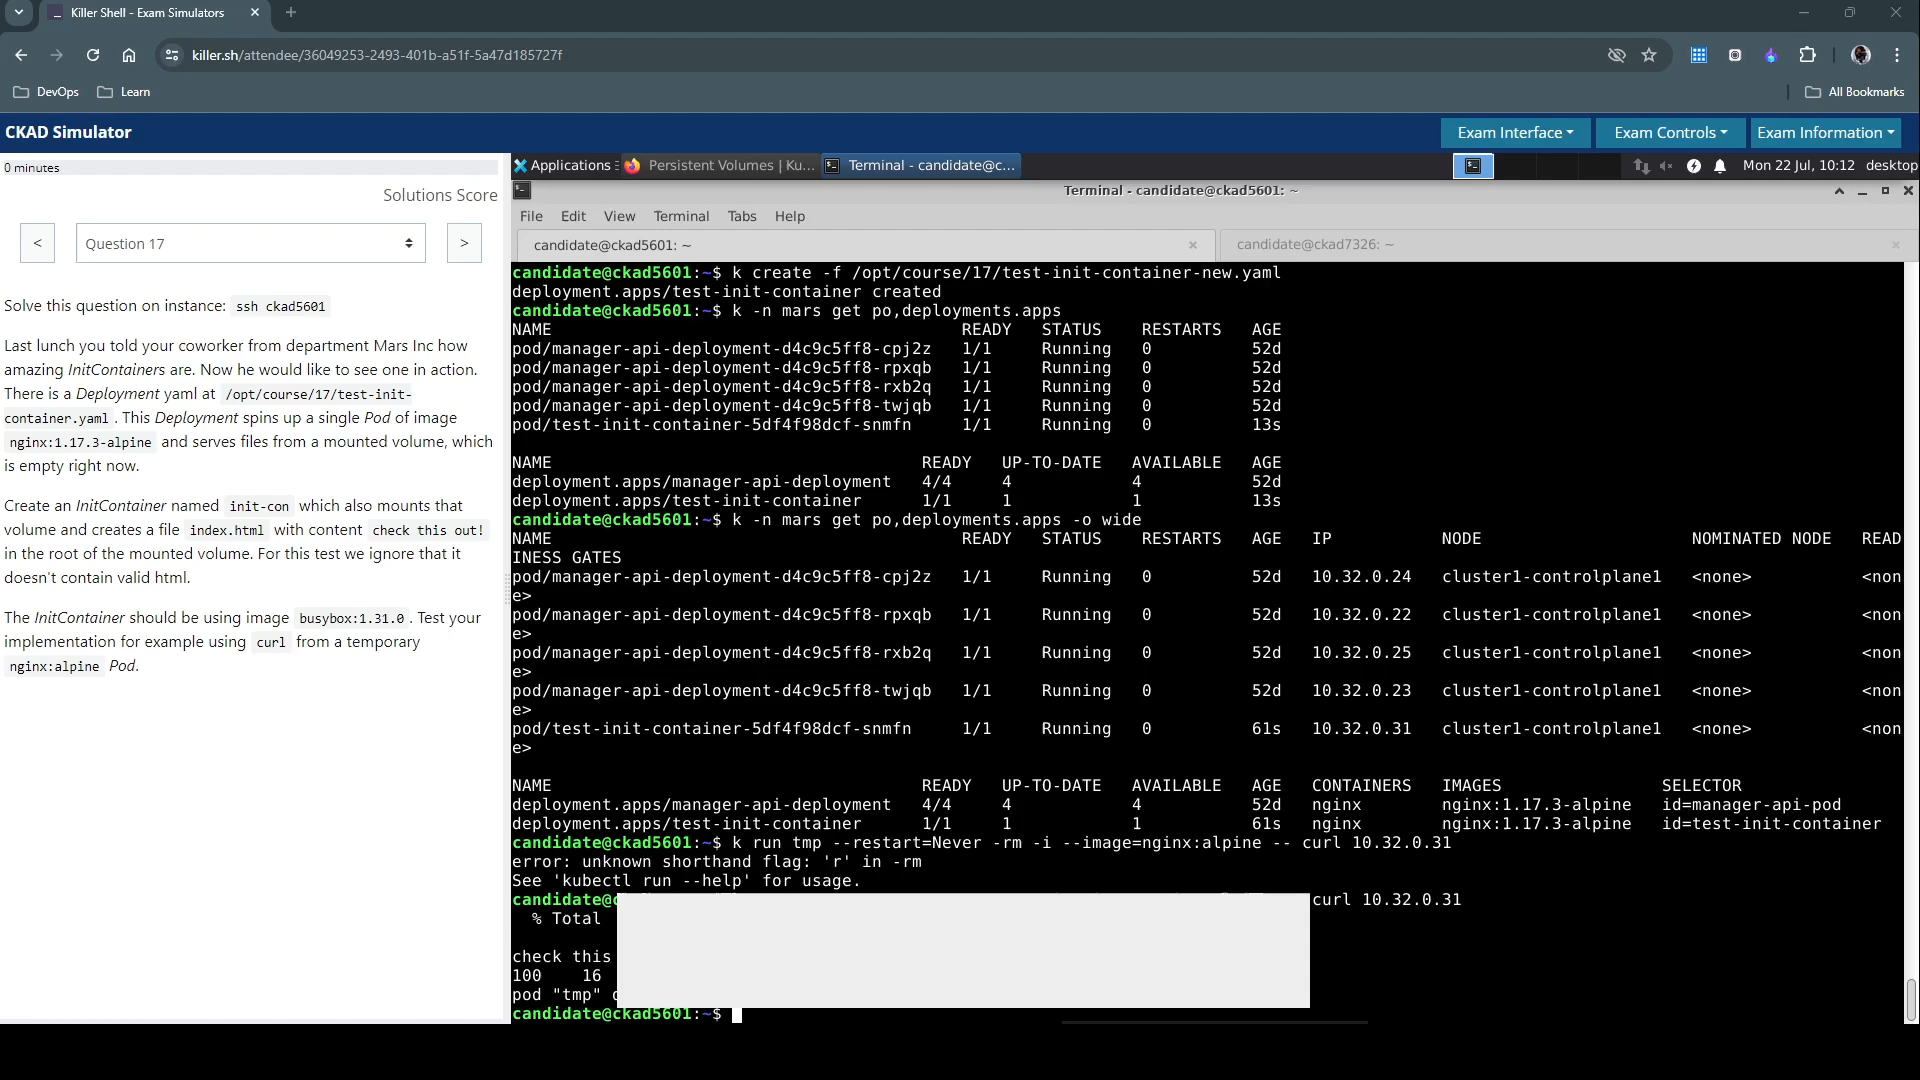 Killer Shell - Exam Simulators
killer.sh/attendee/36049253-2493-401b-a51f-5a47d185727f
DevOps
Learn
All Bookmarks
CKAD Simulator
Exam Interface
Exam Controls
Exam Information
0 minutes
Solutions Score
<
Question 17
>
Solve this question on instance: ssh ckad5601
Last lunch you told your coworker from department Mars Inc how
amazing InitContainers are. Now he would like to see one in action.
There is a Deployment yaml at /opt/course/17/test-init-
container.yaml . This Deployment spins up a single Pod of image
nginx:1.17.3-alpine and serves files from a mounted volume, which
is empty right now.
Create an InitContainer named init-con which also mounts that
volume and creates a file index.html with content check this out!
in the root of the mounted volume. For this test we ignore that it
doesn't contain valid html.
The InitContainer should be using image busybox:1.31.0 . Test your
implementation for example using curl from a temporary
nginx:alpine Pod.
Applications
Persistent Volumes | Ku...
Terminal - candidate@c...
Mon 22 Jul, 10:12 desktop
Terminal - candidate@ckad5601: ~
File Edit View Terminal Tabs Help
candidate@ckad5601: ~
candidate@ckad7326: ~
candidate@ckad5601:~$ k create -f /opt/course/17/test-init-container-new.yaml
deployment.apps/test-init-container created
candidate@ckad5601:~$ k -n mars get po,deployments.apps
NAME READY STATUS RESTARTS AGE
pod/manager-api-deployment-d4c9c5ff8-cpj2z 1/1 Running 0 52d
pod/manager-api-deployment-d4c9c5ff8-rpxqb 1/1 Running 0 52d
pod/manager-api-deployment-d4c9c5ff8-rxb2q 1/1 Running 0 52d
pod/manager-api-deployment-d4c9c5ff8-twjqb 1/1 Running 0 52d
pod/test-init-container-5df4f98dcf-snmfn 1/1 Running 0 13s
NAME READY UP-TO-DATE AVAILABLE AGE
deployment.apps/manager-api-deployment 4/4 4 4 52d
deployment.apps/test-init-container 1/1 1 1 13s
candidate@ckad5601:~$ k -n mars get po,deployments.apps -o wide
NAME READY STATUS RESTARTS AGE IP NODE NOMINATED NODE READ
INESS GATES
pod/manager-api-deployment-d4c9c5ff8-cpj2z 1/1 Running 0 52d 10.32.0.24 cluster1-controlplane1 <none> <non
e>
pod/manager-api-deployment-d4c9c5ff8-rpxqb 1/1 Running 0 52d 10.32.0.22 cluster1-controlplane1 <none> <non
e>
pod/manager-api-deployment-d4c9c5ff8-rxb2q 1/1 Running 0 52d 10.32.0.25 cluster1-controlplane1 <none> <non
e>
pod/manager-api-deployment-d4c9c5ff8-twjqb 1/1 Running 0 52d 10.32.0.23 cluster1-controlplane1 <none> <non
e>
pod/test-init-container-5df4f98dcf-snmfn 1/1 Running 0 61s 10.32.0.31 cluster1-controlplane1 <none> <non
e>
NAME READY UP-TO-DATE AVAILABLE AGE CONTAINERS IMAGES SELECTOR
deployment.apps/manager-api-deployment 4/4 4 4 52d nginx nginx:1.17.3-alpine id=manager-api-pod
deployment.apps/test-init-container 1/1 1 1 61s nginx nginx:1.17.3-alpine id=test-init-container
candidate@ckad5601:~$ k run tmp --restart=Never -rm -i --image=nginx:alpine -- curl 10.32.0.31
error: unknown shorthand flag: 'r' in -rm
See 'kubectl run --help' for usage.
candidate@ curl 10.32.0.31
% Total
check this
100 16
pod "tmp"
candidate@ckad5601:~$